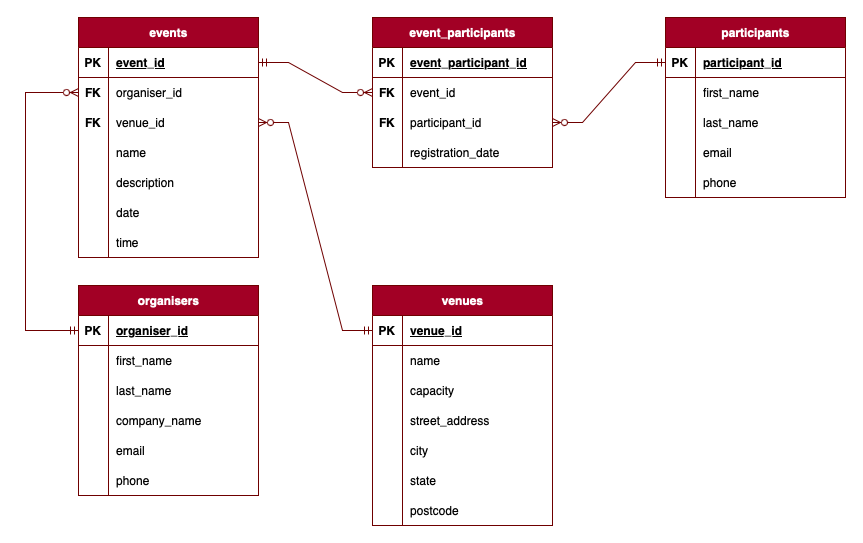 events
PK event_id
FK organiser_id
FK venue_id
name
description
date
time
event_participants
PK event_participant_id
FK event_id
FK participant_id
registration_date
participants
PK participant_id
first_name
last_name
email
phone
organisers
PK organiser_id
first_name
last_name
company_name
email
phone
venues
PK venue_id
name
capacity
street_address
city
state
postcode